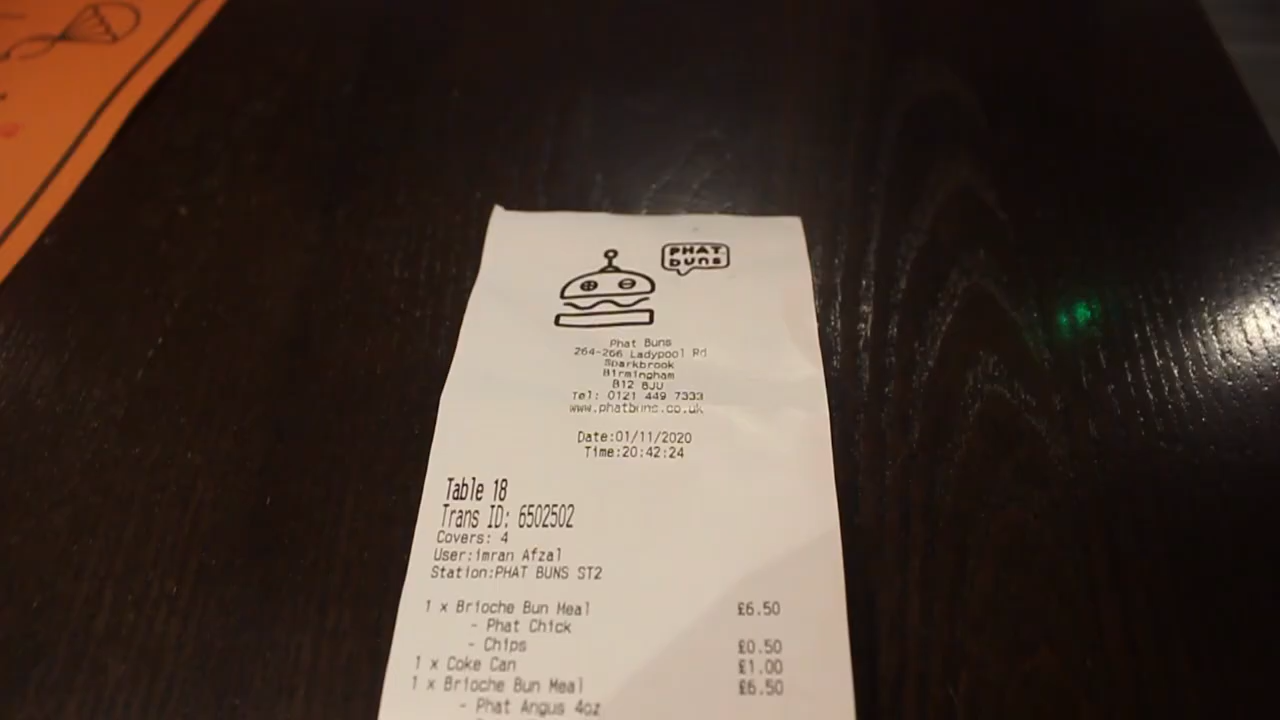 PHAT
BUNS
Phat Buns
264-266 Ladypool Rd
Sparkbrook
Birmingham
B12 8JU
Tel: 0121 449 7333
www.phatbuns.co.uk
Date:01/11/2020
Time:20:42:24
Table 18
Trans ID: 6502502
Covers: 4
User:imran Afzal
Station:PHAT BUNS ST2
1 x Brioche Bun Meal £6.50
- Phat Chick
- Chips £0.50
1 x Coke Can £1.00
1 x Brioche Bun Meal £6.50
- Phat Angus 4oz